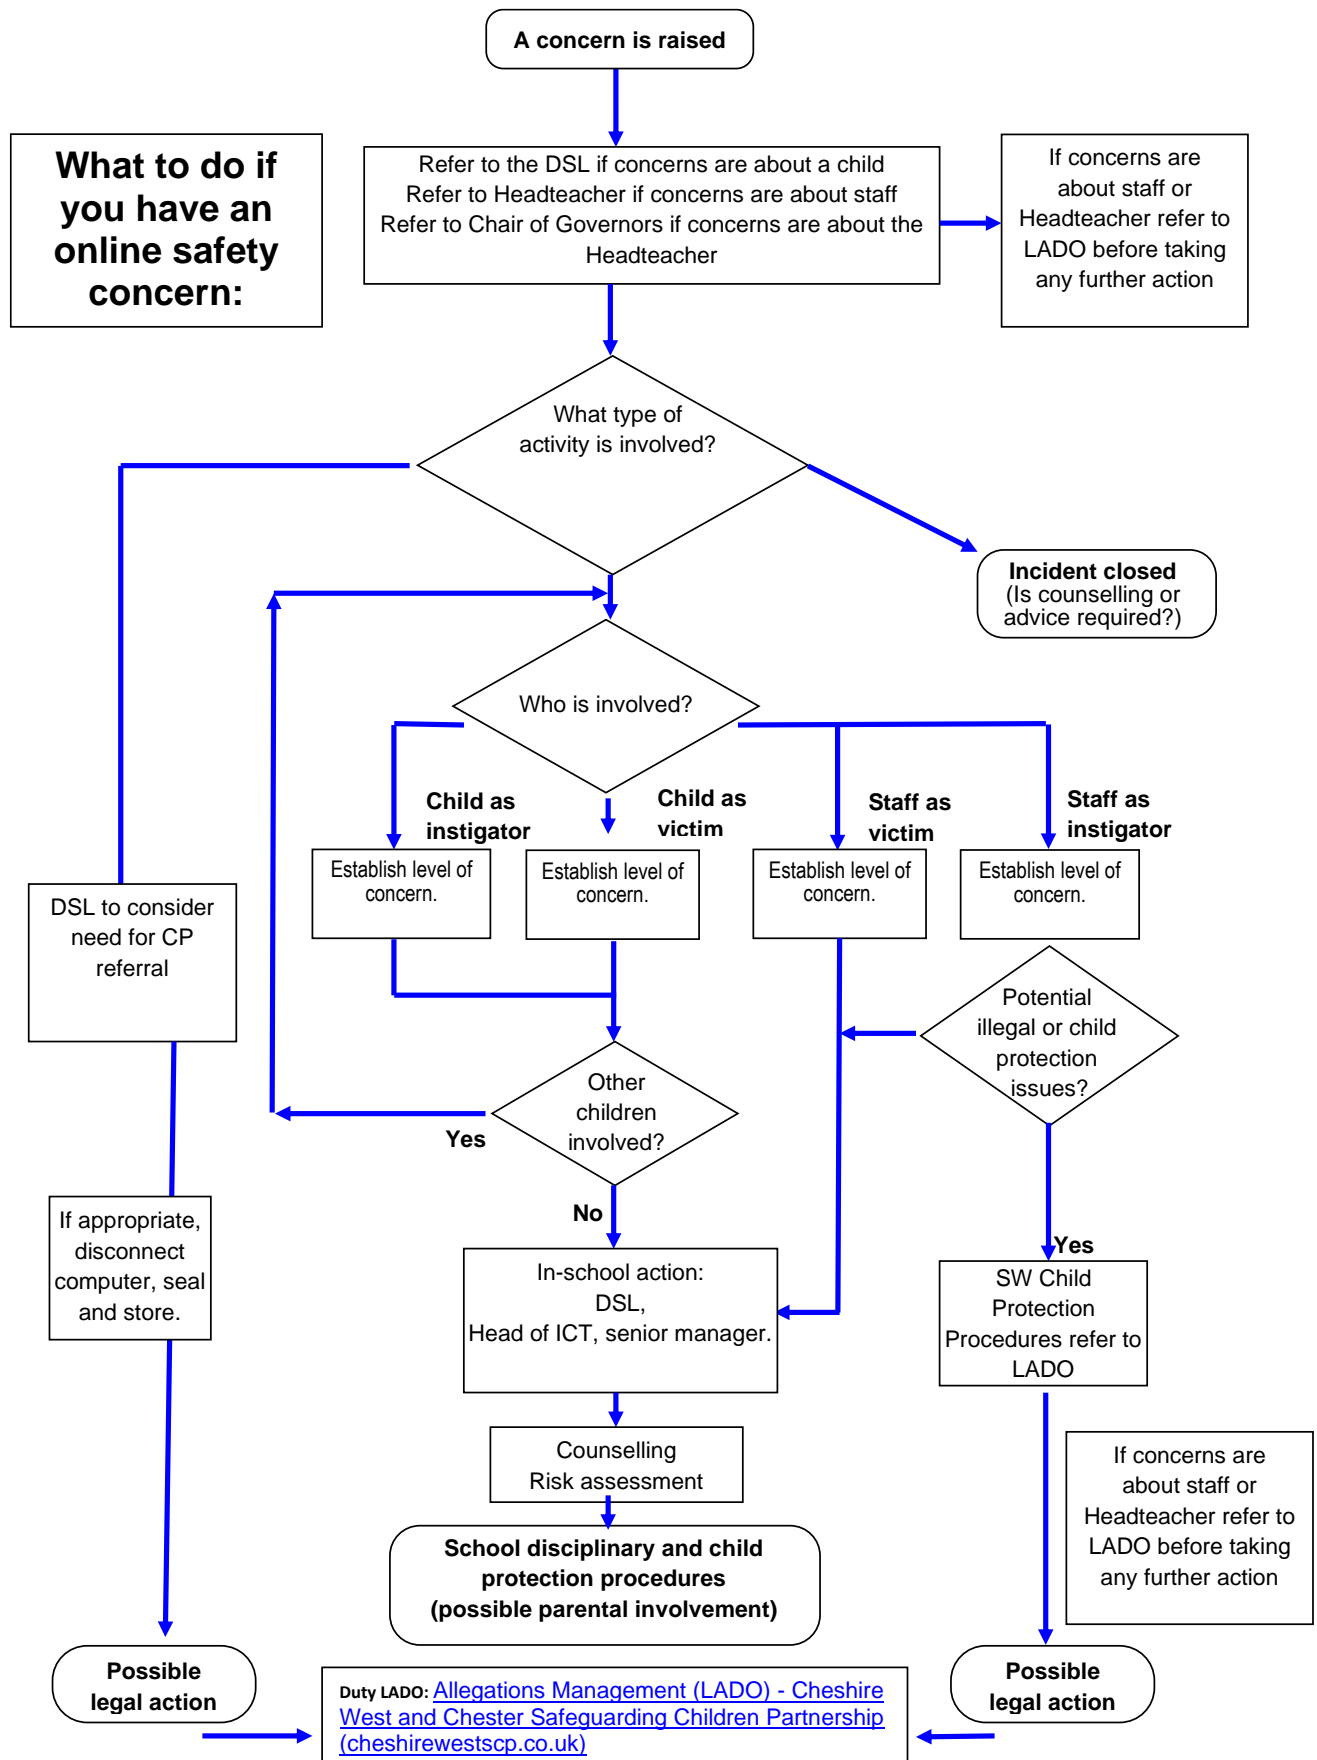 A concern is raised
What to do if
you have an
online safety
concern:
Refer to the DSL if concerns are about a child
Refer to Headteacher if concerns are about staff
Refer to Chair of Governors if concerns are about the
Headteacher
If concerns are
about staff or
Headteacher refer to
LADO before taking
any further action
What type of
activity is involved?
Incident closed
(Is counselling or
advice required?)
Who is involved?
Child as
instigator
Child as
victim
Staff as
victim
Staff as
instigator
Establish level of
concern.
Establish level of
concern.
Establish level of
concern.
Establish level of
concern.
DSL to consider
need for CP
referral
Potential
illegal or child
protection
issues?
Other
children
involved?
Yes
No
If appropriate,
disconnect
computer, seal
and store.
In-school action:
DSL,
Head of ICT, senior manager.
Yes
SW Child
Protection
Procedures refer to
LADO
Counselling
Risk assessment
If concerns are
about staff or
Headteacher refer to
LADO before taking
any further action
School disciplinary and child
protection procedures
(possible parental involvement)
Possible
legal action
Duty LADO: Allegations Management (LADO) - Cheshire
West and Chester Safeguarding Children Partnership
(cheshirewestscp.co.uk)
Possible
legal action